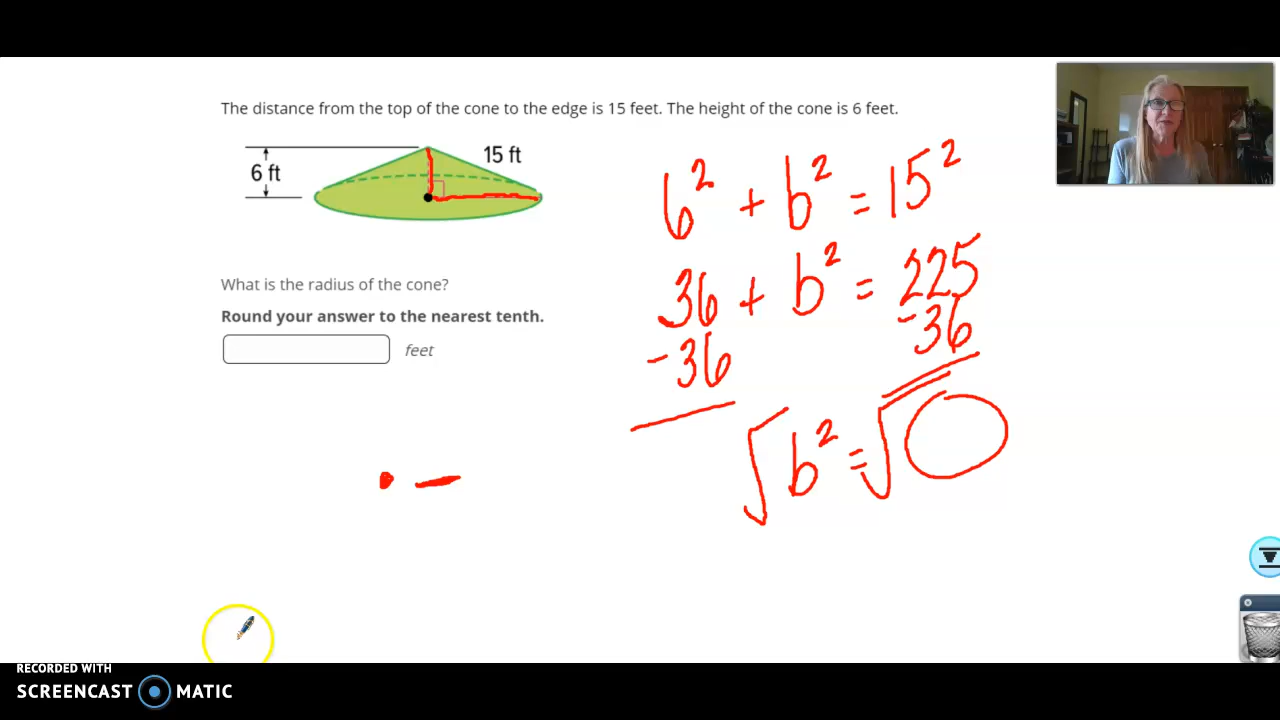 The distance from the top of the cone to the edge is 15 feet. The height of the cone is 6 feet.
15 ft
6 ft
What is the radius of the cone?
Round your answer to the nearest tenth.
feet
6² + b² = 15²
36 + b² = 225
-36 -36
√b² = √
. –
RECORDED WITH
SCREENCAST MATIC